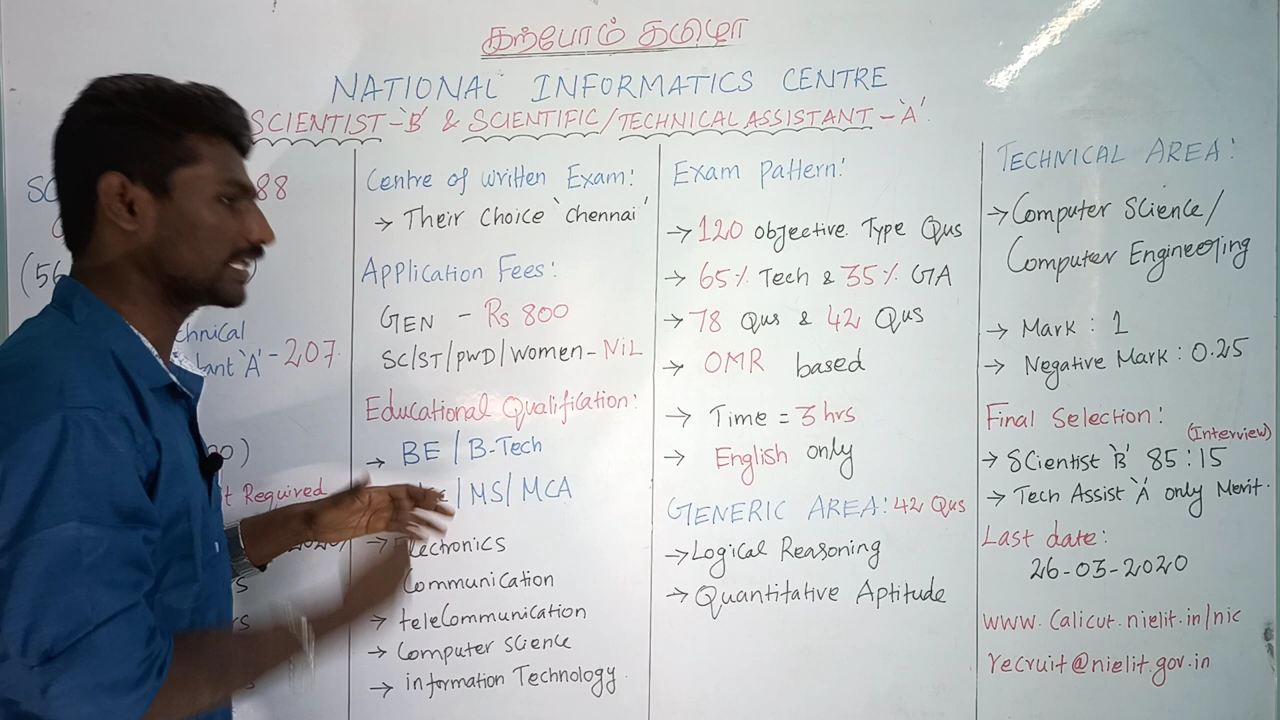 கற்போம் தமிழா
NATIONAL INFORMATICS CENTRE
SCIENTIST-'B' & SCIENTIFIC/TECHNICAL ASSISTANT-'A'
88
(56
chnical
'A' - 207
t Required
Centre of written Exam:
→ Their Choice 'chennai'
Application Fees:
GEN - Rs 800
SC/ST/PWD/women - NiL
Educational Qualification:
→ BE / B-Tech
/ MS / MCA
→ Electronics
Communication
→ teleCommunication
→ Computer science
→ information Technology
Exam Pattern:
→ 120 objective Type Qus
→ 65% Tech & 35% GA
→ 78 Qus & 42 Qus
→ OMR based
→ Time = 3 hrs
→ English only
GENERIC AREA: 42 Qus
→ Logical Reasoning
→ Quantitative Aptitude
TECHNICAL AREA:
→ Computer Science/
Computer Engineering
→ Mark : 1
→ Negative Mark : 0.25
Final Selection:
(Interview)
→ Scientist 'B' 85 : 15
→ Tech Assist 'A' only Merit.
Last date:
26-03-2020
www.calicut.nielit.in/nic
recruit@nielit.gov.in